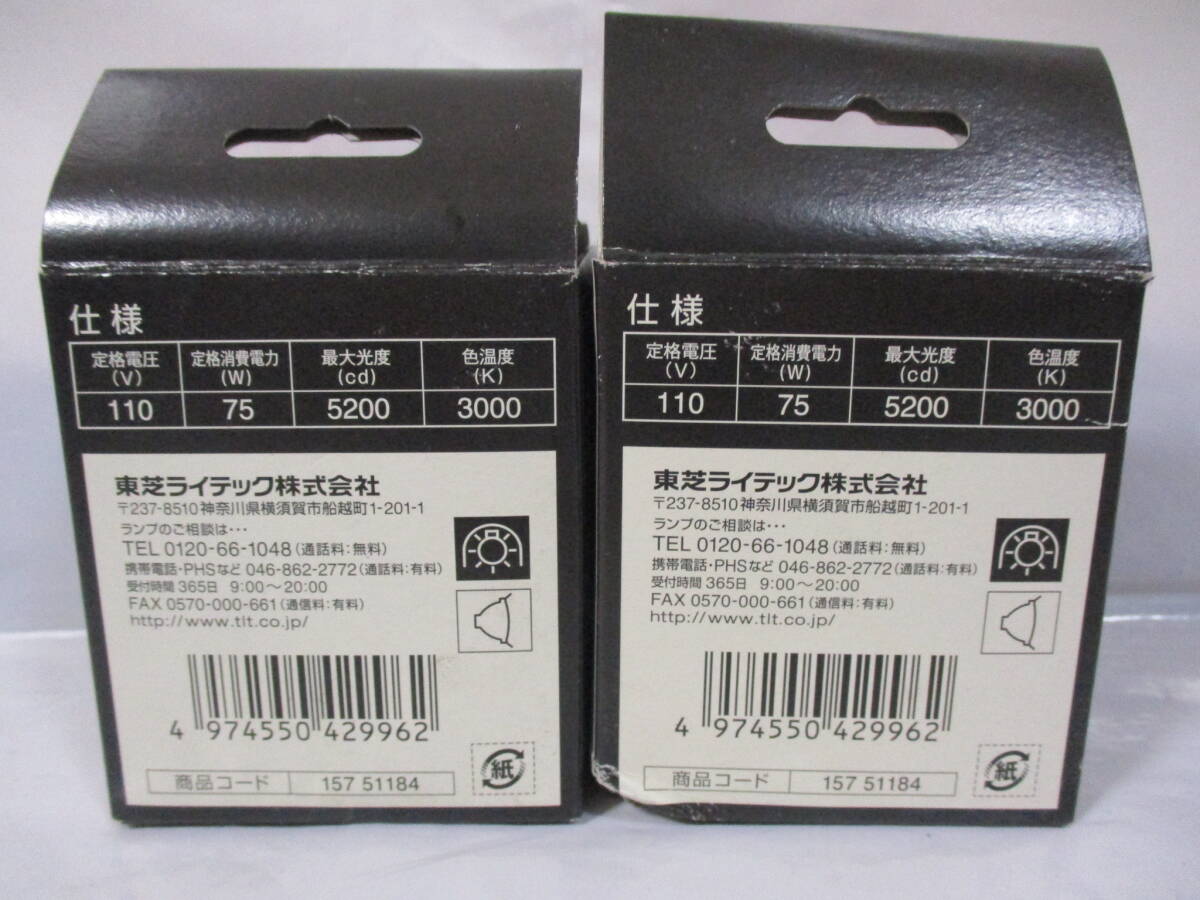 仕様
定格電圧 定格消費電力 最大光度 色温度
(V) (W) (cd) (K)
110 75 5200 3000
東芝ライテック株式会社
〒237-8510神奈川県横須賀市船越町1-201-1
ランプのご相談は･･･
TEL 0120-66-1048(通話料:無料)
携帯電話・PHSなど 046-862-2772(通話料:有料)
受付時間 365日 9:00〜20:00
FAX 0570-000-661(通信料:有料)
http://www.tlt.co.jp/
4 974550 429962
紙
商品コード 157 51184
仕様
定格電圧 定格消費電力 最大光度 色温度
(V) (W) (cd) (K)
110 75 5200 3000
東芝ライテック株式会社
〒237-8510神奈川県横須賀市船越町1-201-1
ランプのご相談は･･･
TEL 0120-66-1048(通話料:無料)
携帯電話・PHSなど 046-862-2772(通話料:有料)
受付時間 365日 9:00〜20:00
FAX 0570-000-661(通信料:有料)
http://www.tlt.co.jp/
4 974550 429962
紙
商品コード 157 51184